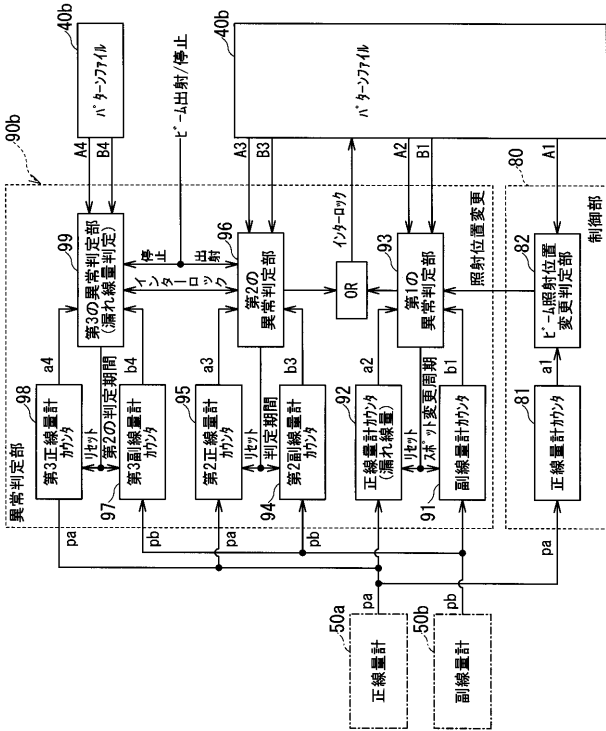 90b
異常判定部
98
第3正線量計
カウンタ
a4
リセット
第2の判定期間
97
第3副線量計
カウンタ
b4
99
第3の異常判定部
(漏れ線量判定)
A4
B4
40b
パターンファイル
停止
出射
インターロック
ビーム出射/停止
95
第2正線量計
カウンタ
a3
リセット
判定期間
94
第2副線量計
カウンタ
b3
96
第2の
異常判定部
A3
B3
40b
パターンファイル
OR
インターロック
92
正線量計カウンタ
(漏れ線量)
a2
リセット
スポット変更周期
91
副線量計カウンタ
b1
93
第1の
異常判定部
A2
B1
照射位置変更
80
制御部
81
正線量計カウンタ
a1
82
ビーム照射位置
変更判定部
A1
pa
pb
pa
pb
pa
pb
pa
50a
正線量計
50b
副線量計